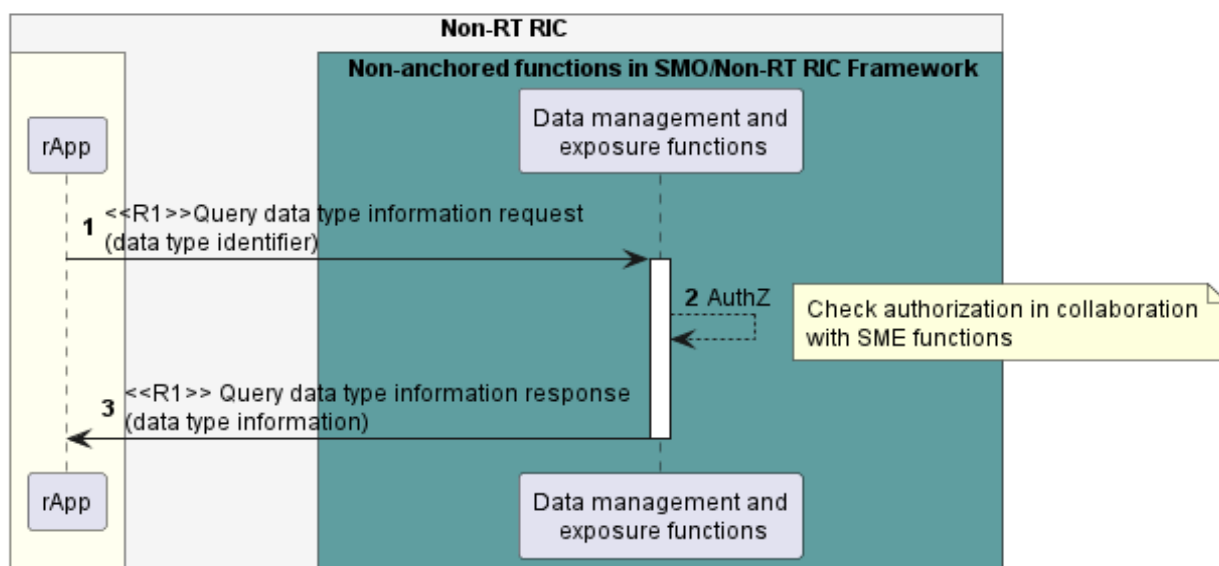 Non-RT RIC
Non-anchored functions in SMO/Non-RT RIC Framework
Data management and
exposure functions
rApp
<<R1>>Query data type information request
1
(data type identifier)
2 AuthZ
Check authorization in collaboration
with SME functions
<<R1>> Query data type information response
3
(data type information)
rApp
Data management and
exposure functions